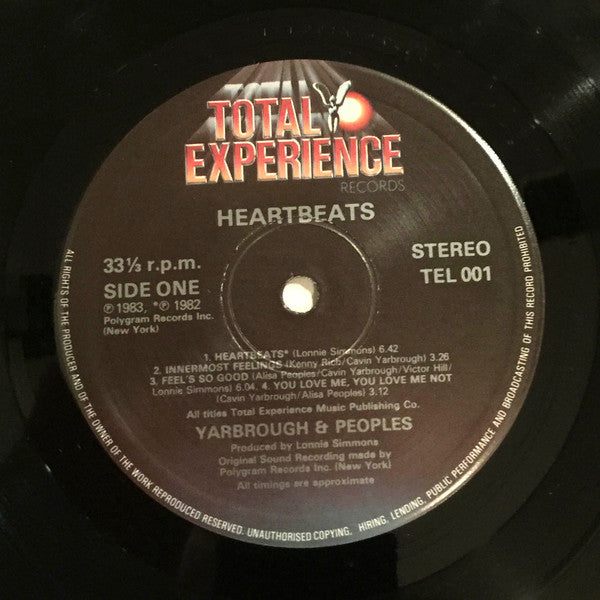 TOTAL
EXPERIENCE
RECORDS
HEARTBEATS
33⅓ r.p.m.
SIDE ONE
℗ 1983, *℗ 1982
Polygram Records Inc.
(New York)
STEREO
TEL 001
1. HEARTBEATS* (Lonnie Simmons) 6.42
2. INNERMOST FEELINGS (Kenny Rich/Cavin Yarbrough) 3.26
3. FEEL'S SO GOOD (Alisa Peoples/Cavin Yarbrough/Victor Hill/
Lonnie Simmons) 6.04. 4. YOU LOVE ME, YOU LOVE ME NOT
(Cavin Yarbrough/Alisa Peoples) 3.12
All titles Total Experience Music Publishing Co.
YARBROUGH & PEOPLES
Produced by Lonnie Simmons
Original Sound Recording made by
Polygram Records Inc. (New York)
All timings are approximate
ALL RIGHTS OF THE PRODUCER AND OF THE OWNER OF THE WORK REPRODUCED RESERVED. UNAUTHORISED COPYING, HIRING, LENDING, PUBLIC PERFORMANCE AND BROADCASTING OF THIS RECORD PROHIBITED